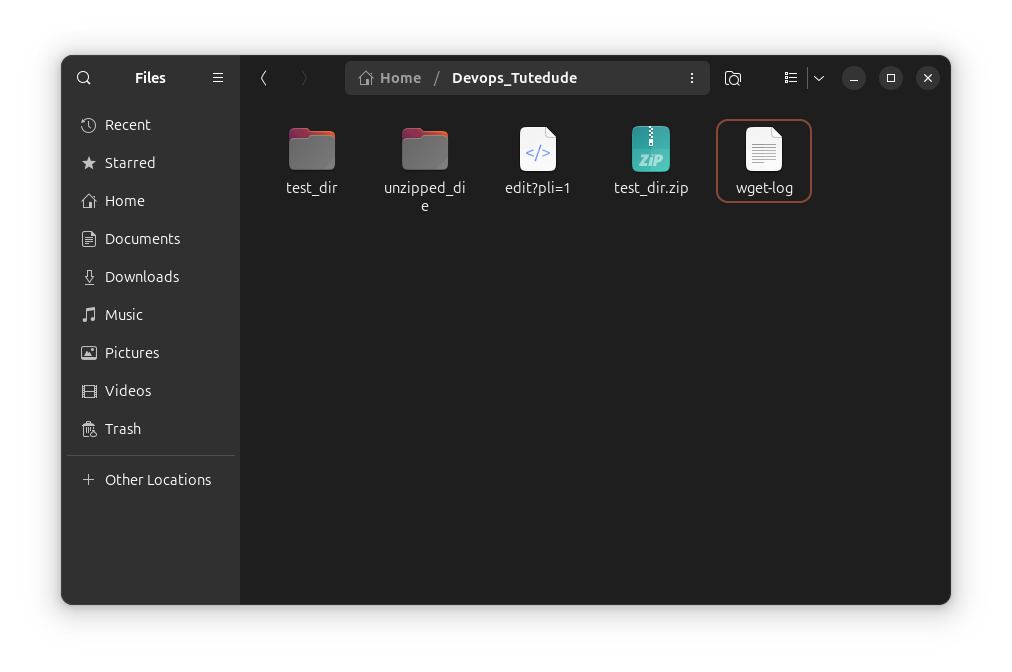 Files
Home / Devops_Tutedude
Recent
Starred
Home
Documents
Downloads
Music
Pictures
Videos
Trash
Other Locations
test_dir
unzipped_di
e
edit?pli=1
ZiP
test_dir.zip
wget-log